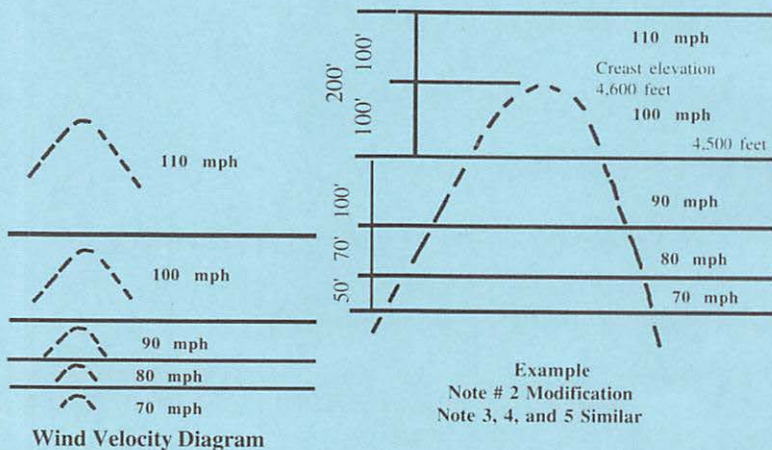 110 mph
100 mph
90 mph
80 mph
70 mph
Wind Velocity Diagram
200'
100'
100'
100'
70'
50'
110 mph
Creast elevation
4,600 feet
100 mph
4,500 feet
90 mph
80 mph
70 mph
Example
Note # 2 Modification
Note 3, 4, and 5 Similar